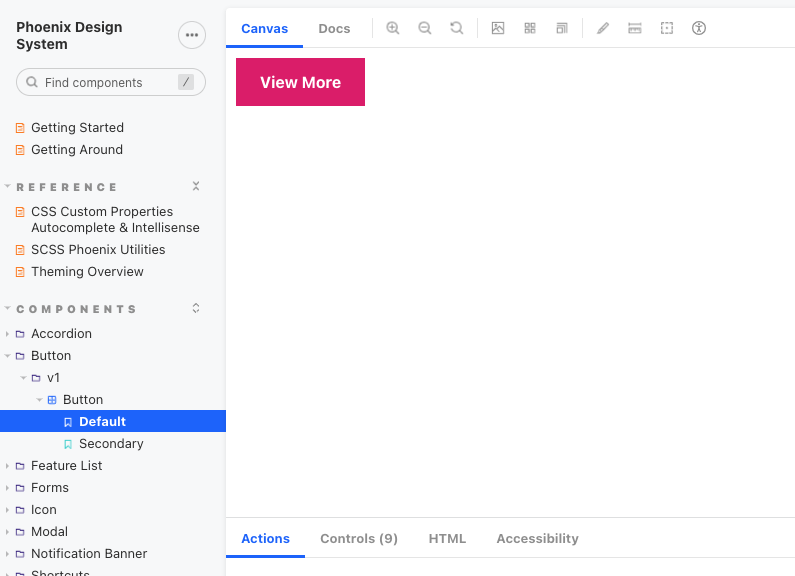 Phoenix Design
System
Find components
/
Getting Started
Getting Around
REFERENCE
CSS Custom Properties
Autocomplete & Intellisense
SCSS Phoenix Utilities
Theming Overview
COMPONENTS
Accordion
Button
v1
Button
Default
Secondary
Feature List
Forms
Icon
Modal
Notification Banner
Shortcuts
Canvas
Docs
View More
Actions
Controls (9)
HTML
Accessibility